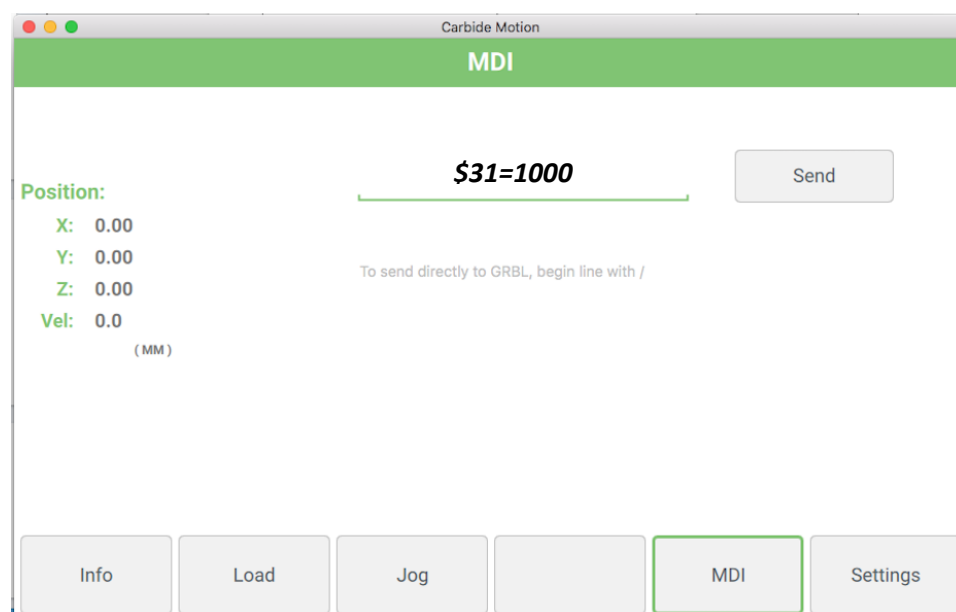 Carbide Motion
MDI
$31=1000
Send
Position:
X: 0.00
Y: 0.00
To send directly to GRBL, begin line with /
Z: 0.00
Vel: 0.0
( MM )
Info
Load
Jog
MDI
Settings